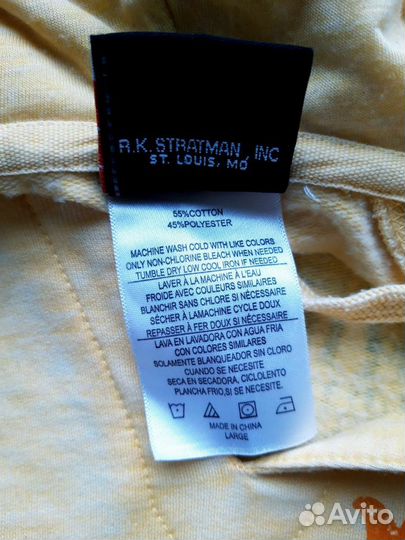 R.K. STRATMAN, INC
ST. LOUIS, MO
55%COTTON
45%POLYESTER
MACHINE WASH COLD WITH LIKE COLORS
ONLY NON-CHLORINE BLEACH WHEN NEEDED
TUMBLE DRY LOW COOL IRON IF NEEDED
LAVER À LA MACHINE À L'EAU
FROIDE AVEC COULEURS SIMILAIRES
BLANCHIR SANS CHLORE SI NÉCESSAIRE
SÉCHER À LAMACHINE CYCLE DOUX
REPASSER À FER DOUX SI NÉCESSAIRE
LAVA EN LAVADORA CON AGUA FRIA
CON COLORES SIMILARES
SOLAMENTE BLANQUEADOR SIN CLORO
CUANDO SE NECESITE
SECA EN SECADORA, CICLOLENTO
PLANCHA FRIO,SI SE NECESITE
MADE IN CHINA
LARGE
Avito